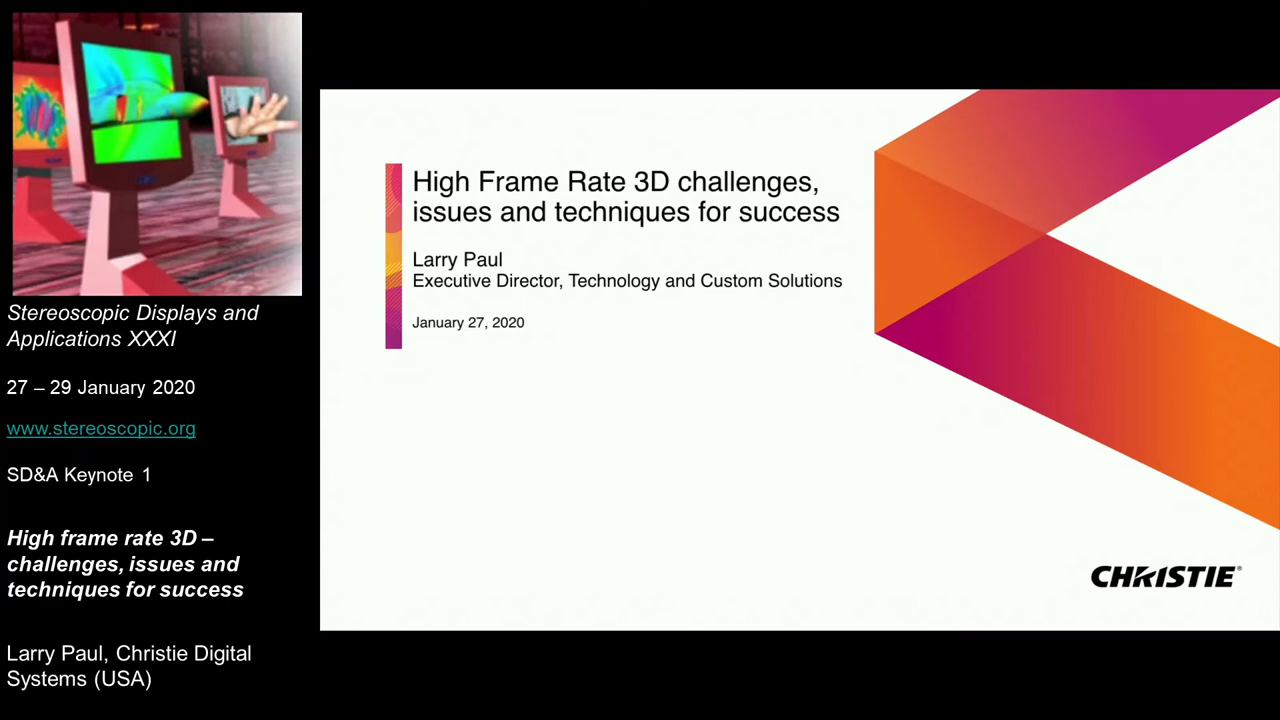 Stereoscopic Displays and
Applications XXXI
27 – 29 January 2020
www.stereoscopic.org
SD&A Keynote 1
High frame rate 3D –
challenges, issues and
techniques for success
Larry Paul, Christie Digital
Systems (USA)
High Frame Rate 3D challenges,
issues and techniques for success
Larry Paul
Executive Director, Technology and Custom Solutions
January 27, 2020
CHRISTIE®